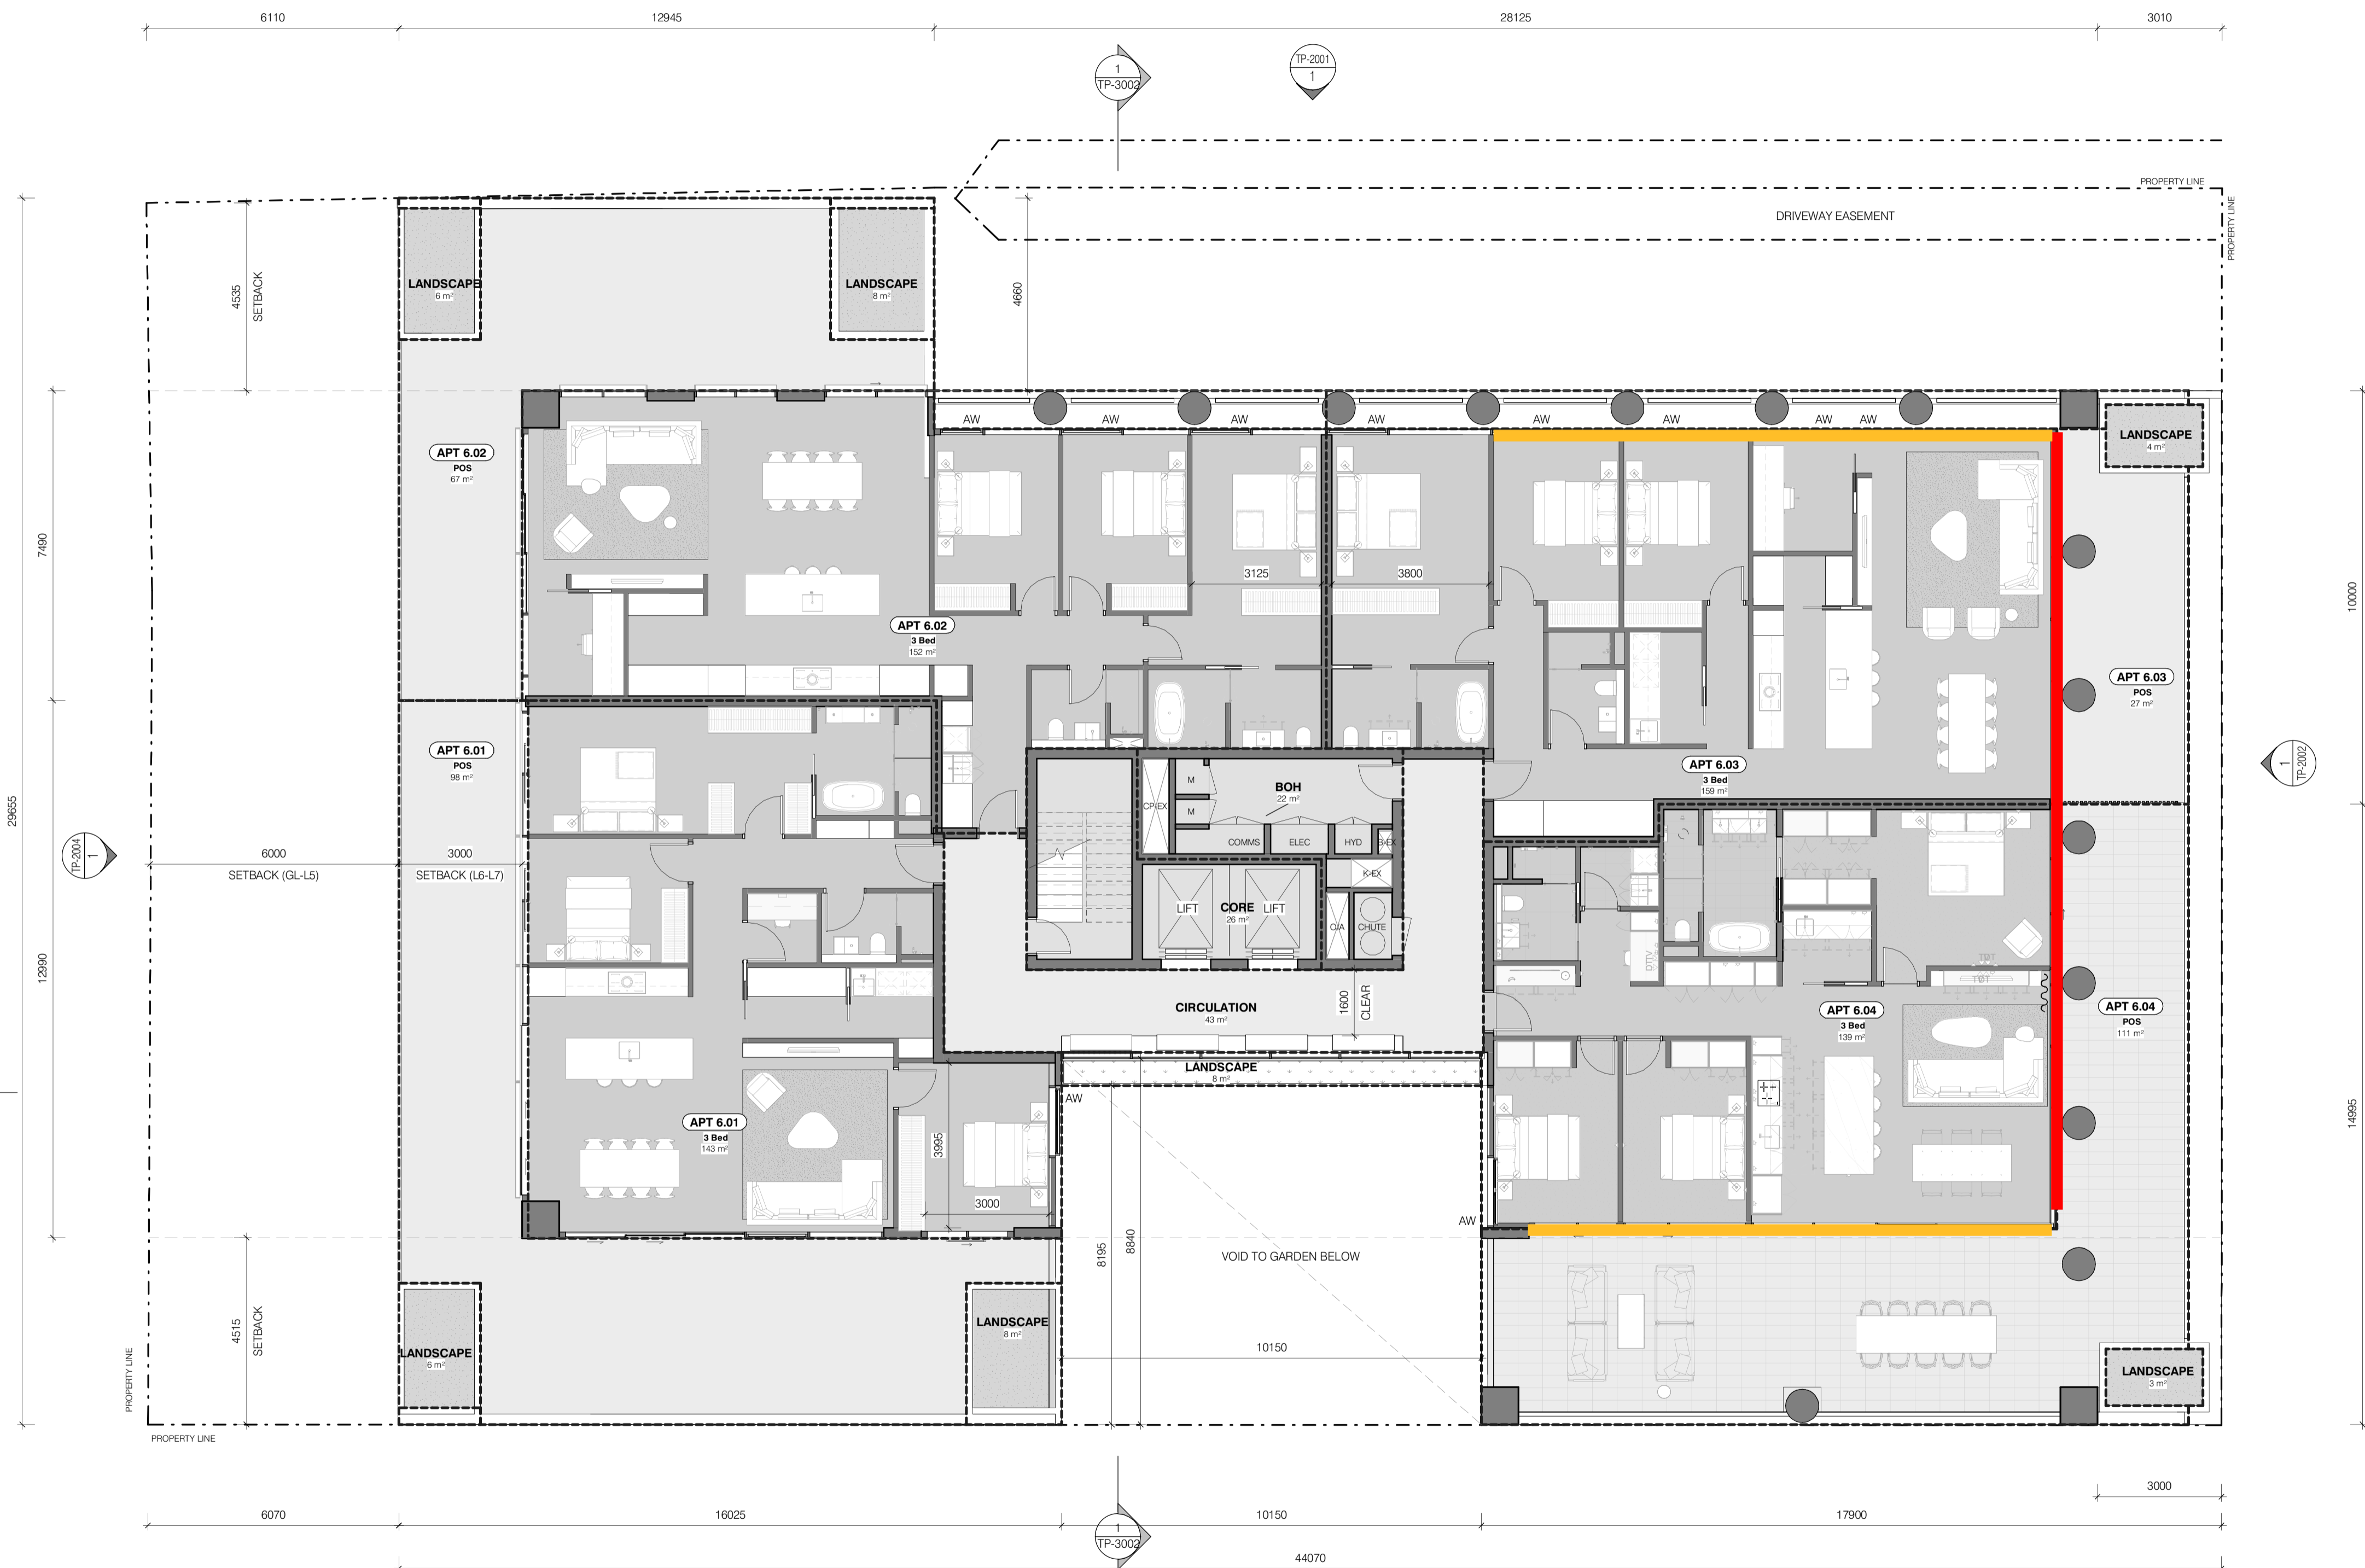 6110
12945
28125
3010
1
TP-3002
TP-2001
1
PROPERTY LINE
PROPERTY LINE
DRIVEWAY EASEMENT
4535
SETBACK
LANDSCAPE
6 m²
LANDSCAPE
8 m²
4660
AW
AW
AW
AW
AW
AW
AW
AW
LANDSCAPE
4 m²
APT 6.02
POS
67 m²
7490
3125
3800
10000
APT 6.02
3 Bed
152 m²
APT 6.03
POS
27 m²
APT 6.01
POS
98 m²
APT 6.03
3 Bed
159 m²
1
TP-2002
BOH
22 m²
M
M
CP-EX
COMMS
ELEC
HYD
B-EX
K-EX
29655
TP-2004
1
6000
SETBACK (GL-L5)
3000
SETBACK (L6-L7)
LIFT
CORE
26 m²
LIFT
O/A
CHUTE
12990
CIRCULATION
43 m²
1600
CLEAR
APT 6.04
3 Bed
139 m²
APT 6.04
POS
111 m²
LANDSCAPE
8 m²
AW
APT 6.01
3 Bed
143 m²
3995
3000
14995
AW
8195
8840
VOID TO GARDEN BELOW
4515
SETBACK
LANDSCAPE
6 m²
LANDSCAPE
8 m²
10150
LANDSCAPE
3 m²
PROPERTY LINE
PROPERTY LINE
3000
6070
16025
10150
17900
1
TP-3002
44070